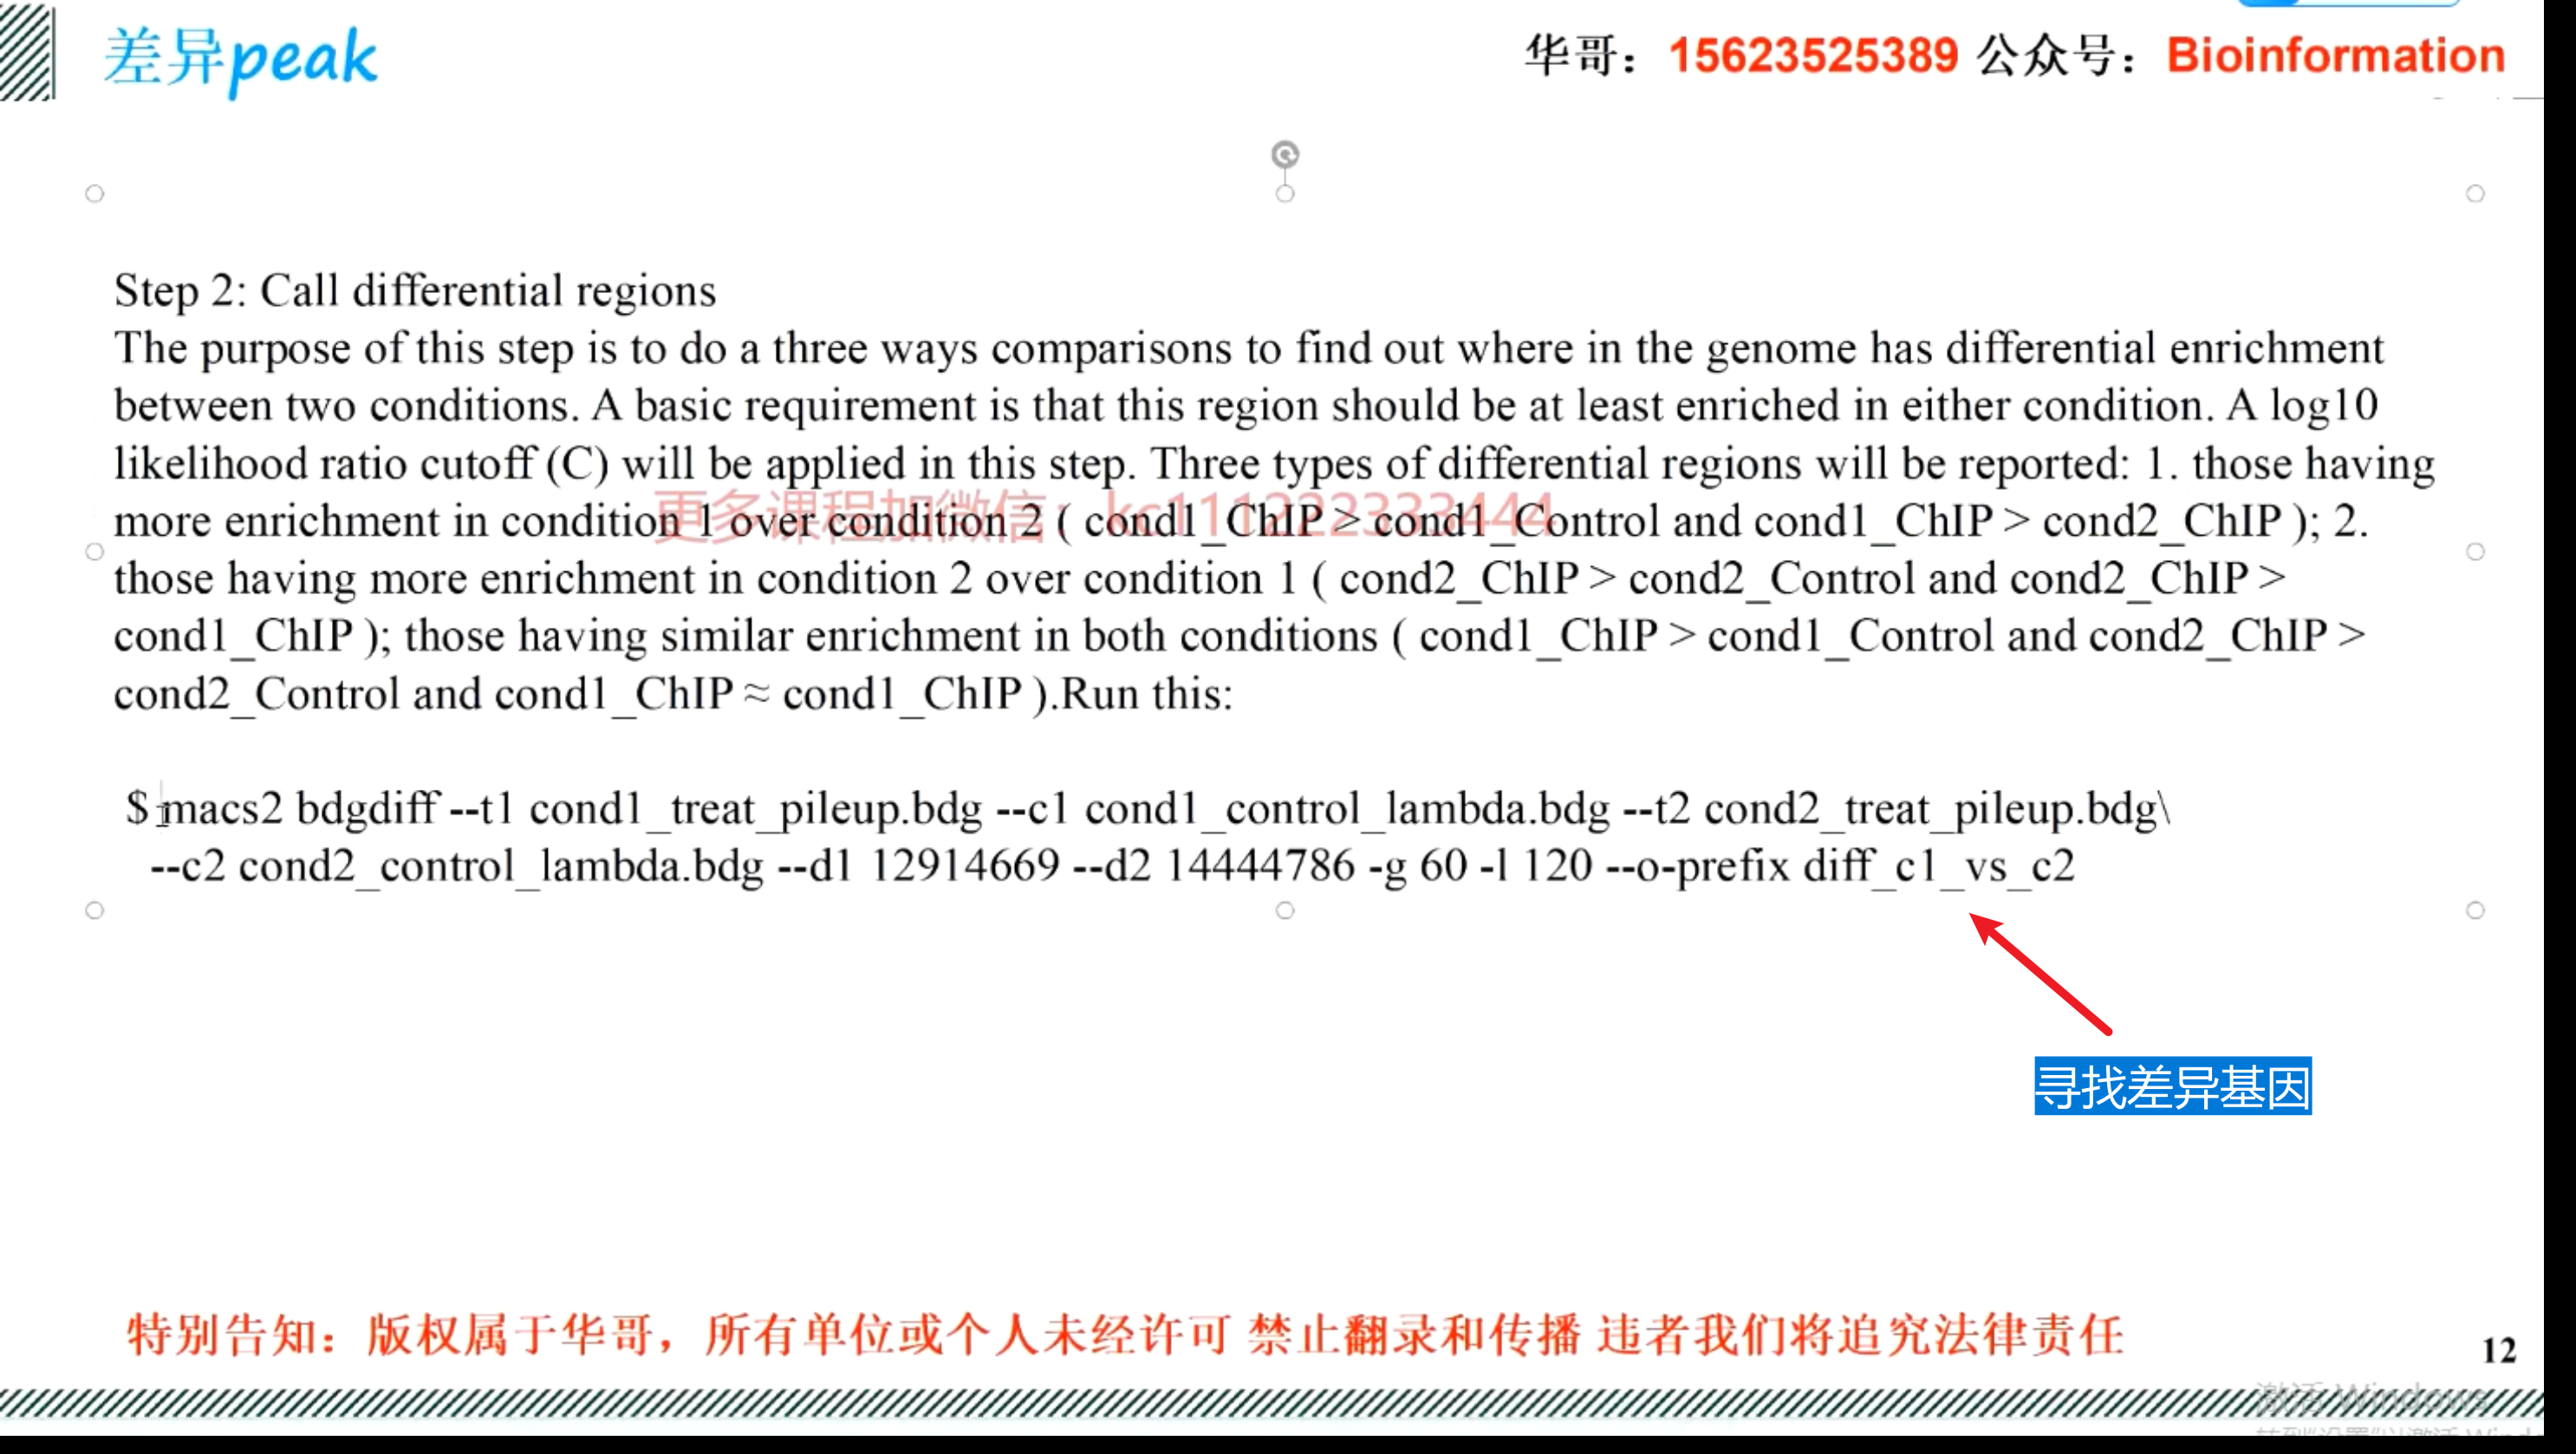 差异peak
华哥：15623525389 公众号：Bioinformation
Step 2: Call differential regions
The purpose of this step is to do a three ways comparisons to find out where in the genome has differential enrichment
between two conditions. A basic requirement is that this region should be at least enriched in either condition. A log10
likelihood ratio cutoff (C) will be applied in this step. Three types of differential regions will be reported: 1. those having
more enrichment in condition 1 over condition 2 ( cond1_ChIP > cond1_Control and cond1_ChIP > cond2_ChIP ); 2.
更多课程加微信：kc111222333444
those having more enrichment in condition 2 over condition 1 ( cond2_ChIP > cond2_Control and cond2_ChIP >
cond1_ChIP ); those having similar enrichment in both conditions ( cond1_ChIP > cond1_Control and cond2_ChIP >
cond2_Control and cond1_ChIP ≈ cond1_ChIP ).Run this:
$ macs2 bdgdiff --t1 cond1_treat_pileup.bdg --c1 cond1_control_lambda.bdg --t2 cond2_treat_pileup.bdg\
--c2 cond2_control_lambda.bdg --d1 12914669 --d2 14444786 -g 60 -l 120 --o-prefix diff_c1_vs_c2
寻找差异基因
特别告知：版权属于华哥，所有单位或个人未经许可 禁止翻录和传播 违者我们将追究法律责任
12
激活 Windows